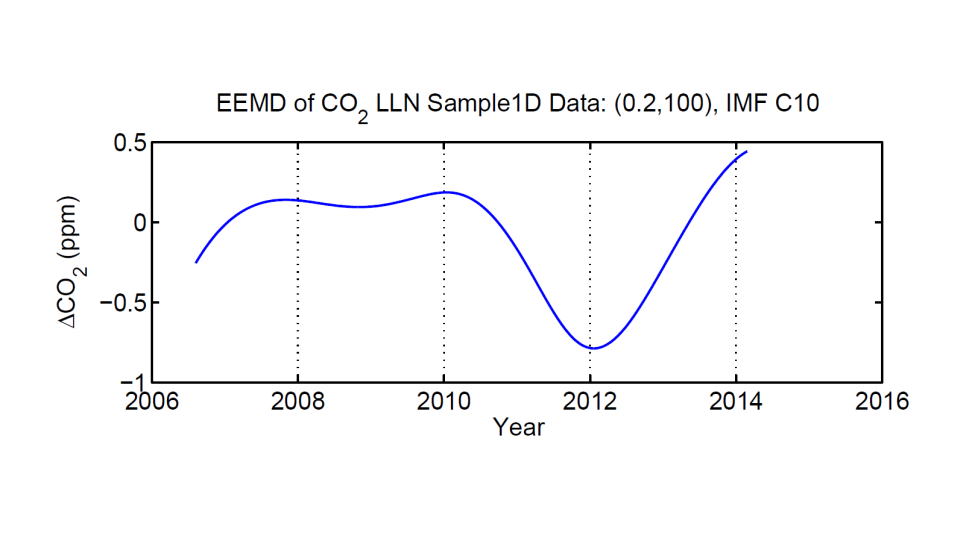 EEMD of CO2 LLN Sample1D Data: (0.2,100), IMF C10
0.5
0
−0.5
−1
ΔCO2 (ppm)
2006 2008 2010 2012 2014 2016
Year